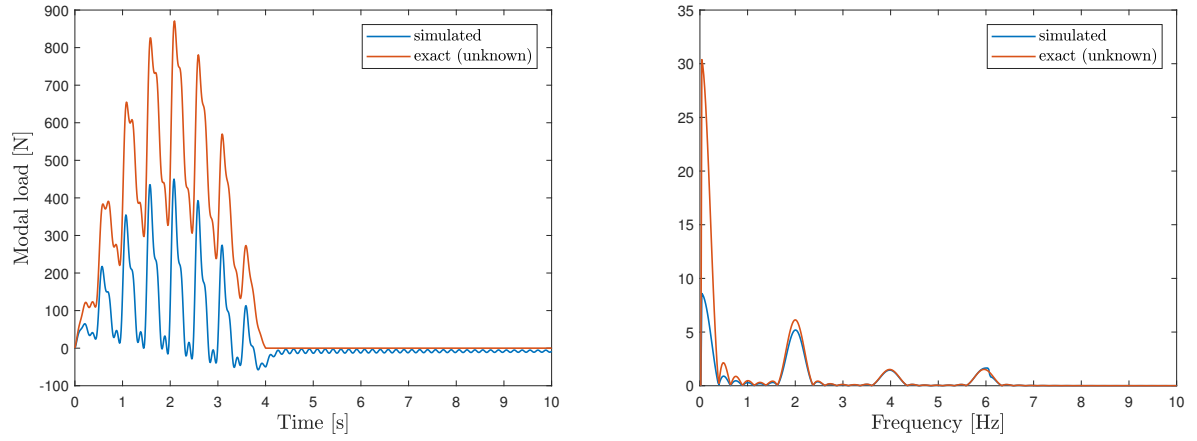 900
800
700
600
500
400
300
200
100
0
-100
Modal load [N]
0 1 2 3 4 5 6 7 8 9 10
Time [s]
simulated
exact (unknown)
35
30
25
20
15
10
5
0
0 1 2 3 4 5 6 7 8 9 10
Frequency [Hz]
simulated
exact (unknown)